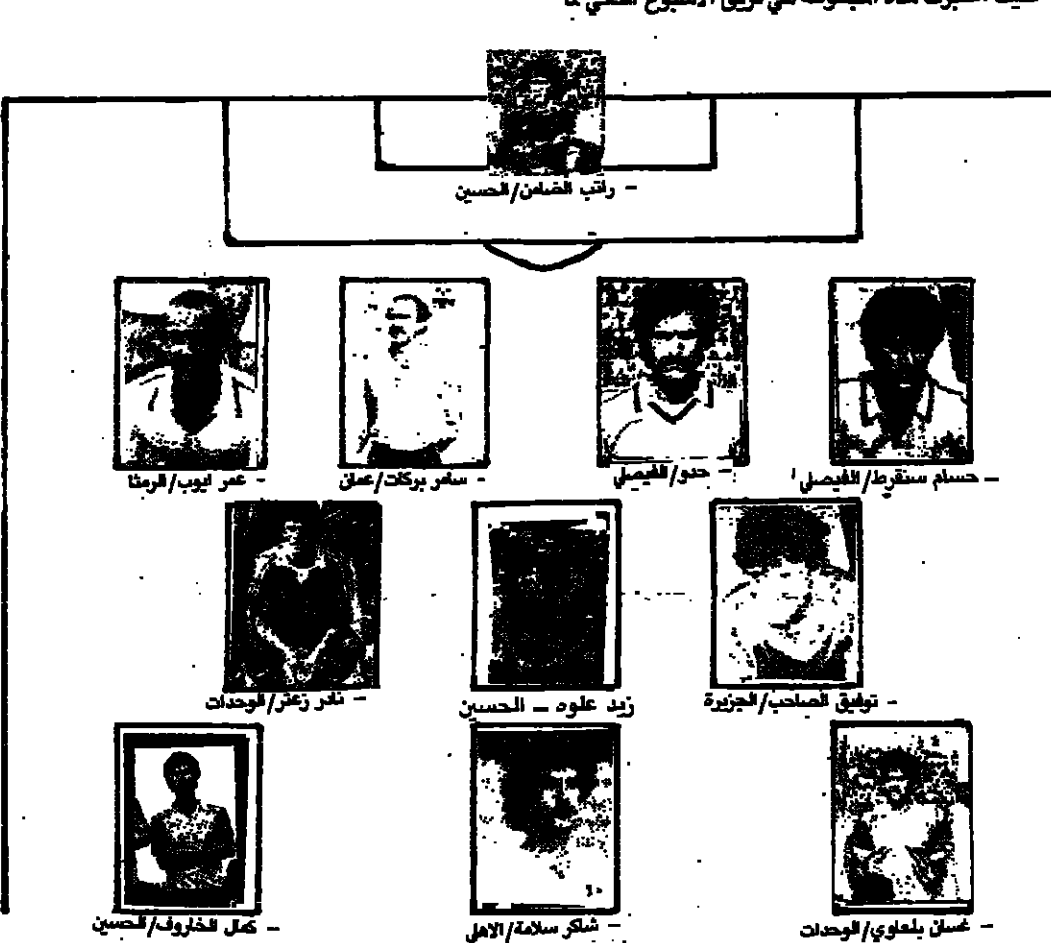 – راتب الضامن/الحسين
– حسام سنقرط/الفيصلي
– حدو/الفيصلي
– سامر بركات/عمان
– عمر ايوب/الرمثا
– توفيق الصاحب/الجزيرة
زيد علوه – الحسين
– نادر زعتر/الوحدات
– غسان بلعاوي/الوحدات
– شاكر سلامة/الاهلي
– كمال الخاروف/الحسين